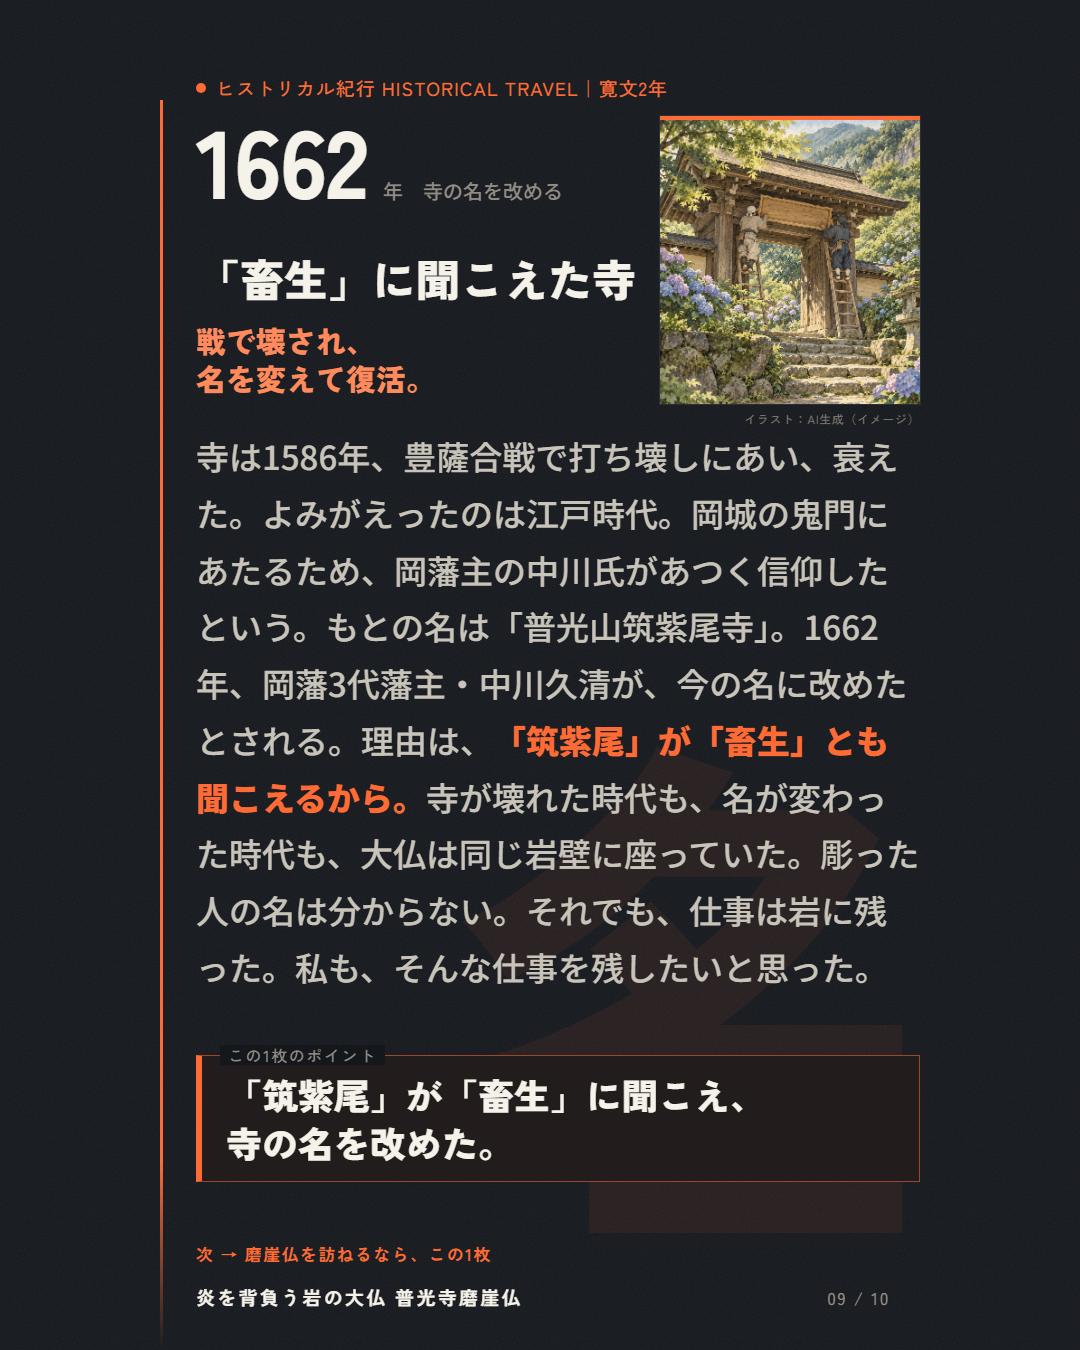 ヒストリカル紀行 HISTORICAL TRAVEL｜寛文2年
1662 年 寺の名を改める
「畜生」に聞こえた寺
戦で壊され、
名を変えて復活。
イラスト：AI生成（イメージ）
寺は1586年、豊薩合戦で打ち壊しにあい、衰え
た。よみがえったのは江戸時代。岡城の鬼門に
あたるため、岡藩主の中川氏があつく信仰した
という。もとの名は「普光山筑紫尾寺」。1662
年、岡藩3代藩主・中川久清が、今の名に改めた
とされる。理由は、「筑紫尾」が「畜生」とも
聞こえるから。寺が壊れた時代も、名が変わっ
た時代も、大仏は同じ岩壁に座っていた。彫った
人の名は分からない。それでも、仕事は岩に残
った。私も、そんな仕事を残したいと思った。
名
この1枚のポイント
「筑紫尾」が「畜生」に聞こえ、
寺の名を改めた。
次 → 磨崖仏を訪ねるなら、この1枚
炎を背負う岩の大仏 普光寺磨崖仏
09 / 10